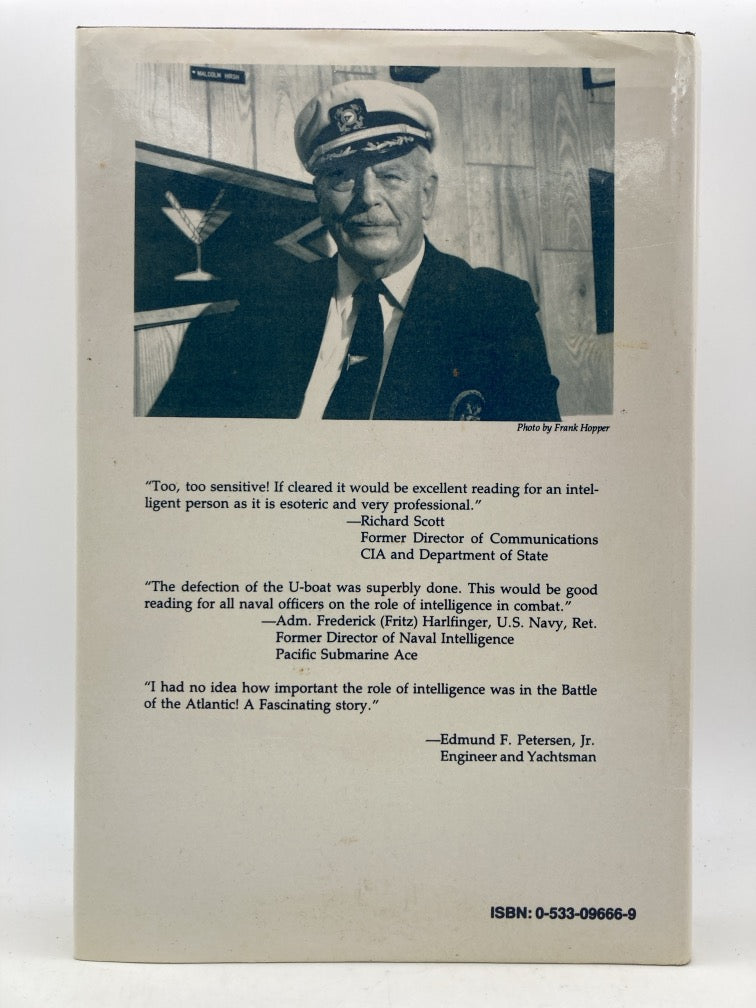 MALCOLM HIRSH
Photo by Frank Hopper
“Too, too sensitive! If cleared it would be excellent reading for an intel-
ligent person as it is esoteric and very professional.”
—Richard Scott
Former Director of Communications
CIA and Department of State
“The defection of the U-boat was superbly done. This would be good
reading for all naval officers on the role of intelligence in combat.”
—Adm. Frederick (Fritz) Harlfinger, U.S. Navy, Ret.
Former Director of Naval Intelligence
Pacific Submarine Ace
“I had no idea how important the role of intelligence was in the Battle
of the Atlantic! A Fascinating story.”
—Edmund F. Petersen, Jr.
Engineer and Yachtsman
ISBN: 0-533-09666-9